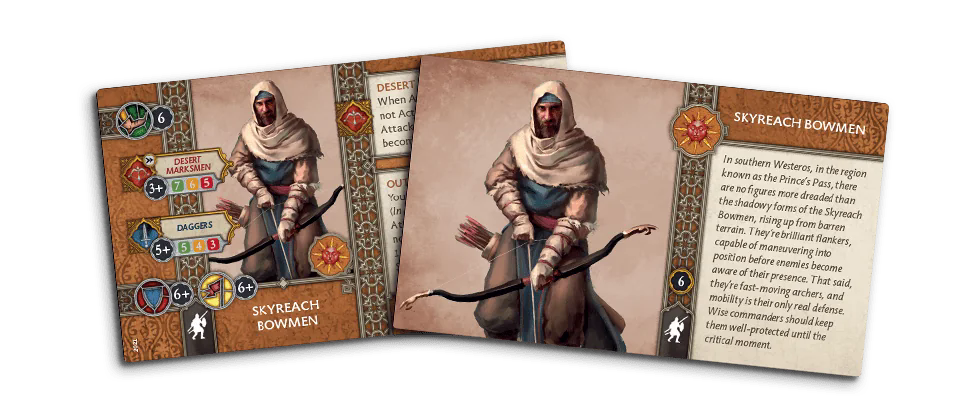 6
DESERT
MARKSMEN
3+ 7 6 5
DAGGERS
5+ 5 4 3
6+ 6+
SKYREACH
BOWMEN
2021
DESERT
When A
not Act
Attack
becom
OUT
You
(In
At
no
SKYREACH BOWMEN
In southern Westeros, in the region
known as the Prince's Pass, there
are no figures more dreaded than
the shadowy forms of the Skyreach
Bowmen, rising up from barren
terrain. They're brilliant flankers,
capable of maneuvering into
position before enemies become
aware of their presence. That said,
they're fast-moving archers, and
mobility is their only real defense.
Wise commanders should keep
them well-protected until the
critical moment.
6